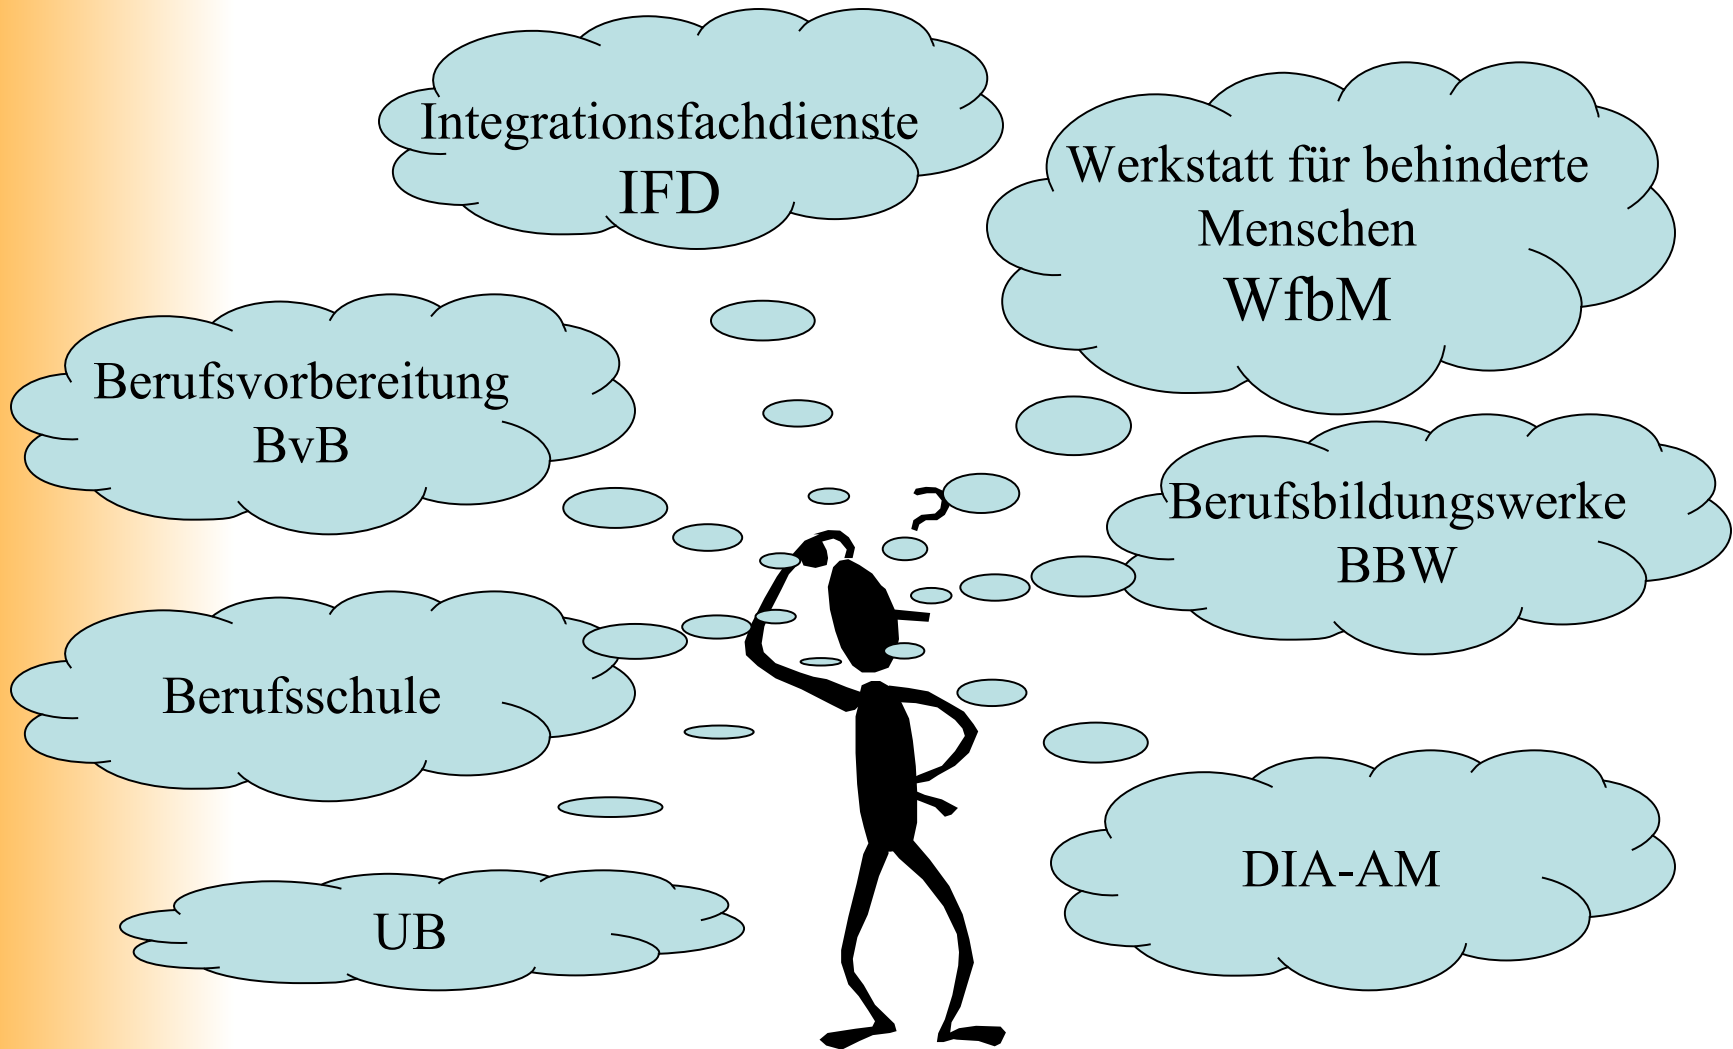 Integrationsfachdienste
IFD
Werkstatt für behinderte
Menschen
WfbM
Berufsvorbereitung
BvB
Berufsbildungswerke
BBW
Berufsschule
DIA-AM
UB